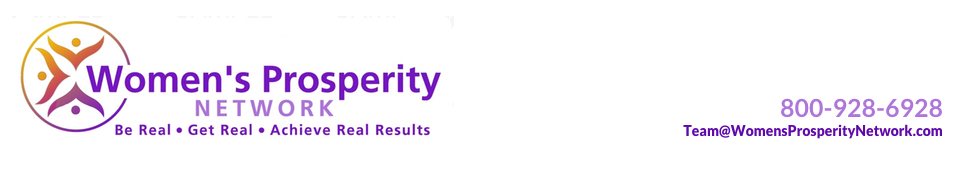 Women's Prosperity
NETWORK
Be Real • Get Real • Achieve Real Results
800-928-6928
Team@WomensProsperityNetwork.com